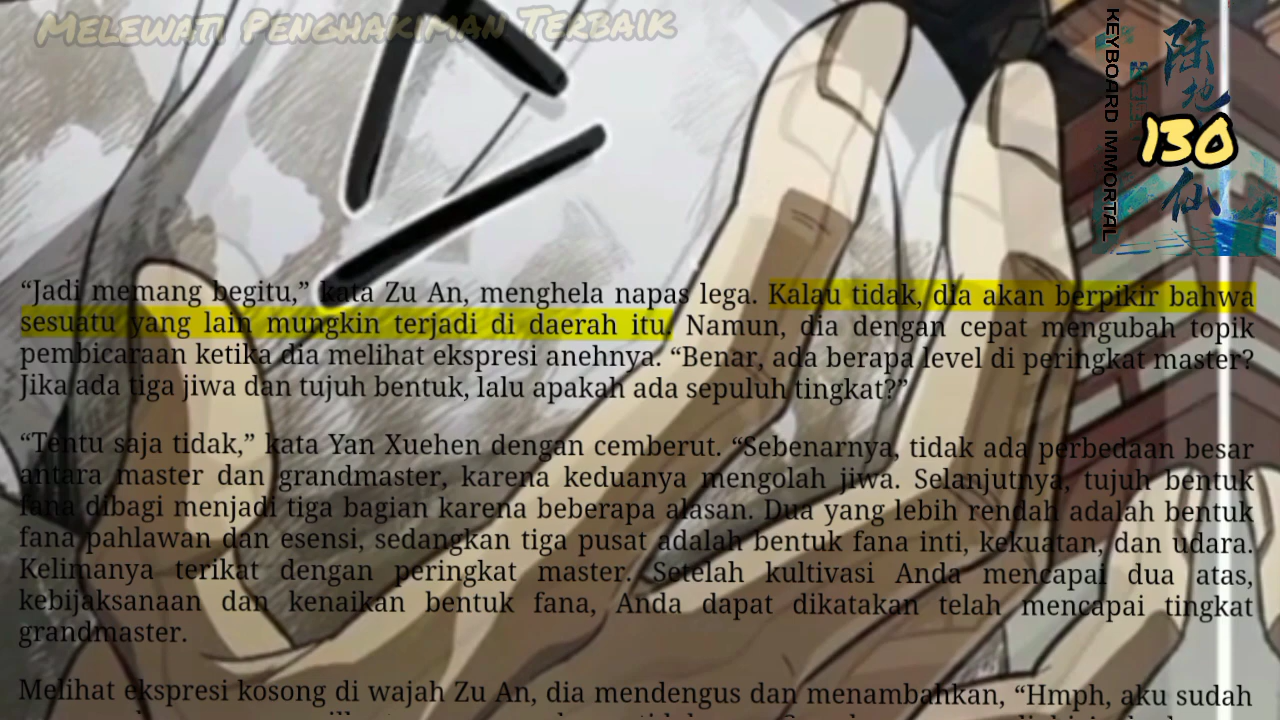 Melewati Penghakiman Terbaik
KEYBOARD IMMORTAL
陆地
130
仙
“Jadi memang begitu,” kata Zu An, menghela napas lega. Kalau tidak, dia akan berpikir bahwa
sesuatu yang lain mungkin terjadi di daerah itu. Namun, dia dengan cepat mengubah topik
pembicaraan ketika dia melihat ekspresi anehnya. “Benar, ada berapa level di peringkat master?
Jika ada tiga jiwa dan tujuh bentuk, lalu apakah ada sepuluh tingkat?”
“Tentu saja tidak,” kata Yan Xuehen dengan cemberut. “Sebenarnya, tidak ada perbedaan besar
antara master dan grandmaster, karena keduanya mengolah jiwa. Selanjutnya, tujuh bentuk
fana dibagi menjadi tiga bagian karena beberapa alasan. Dua yang lebih rendah adalah bentuk
fana pahlawan dan esensi, sedangkan tiga pusat adalah bentuk fana inti, kekuatan, dan udara.
Kelimanya terikat dengan peringkat master. Setelah kultivasi Anda mencapai dua atas,
kebijaksanaan dan kenaikan bentuk fana, Anda dapat dikatakan telah mencapai tingkat
grandmaster.
Melihat ekspresi kosong di wajah Zu An, dia mendengus dan menambahkan, “Hmph, aku sudah